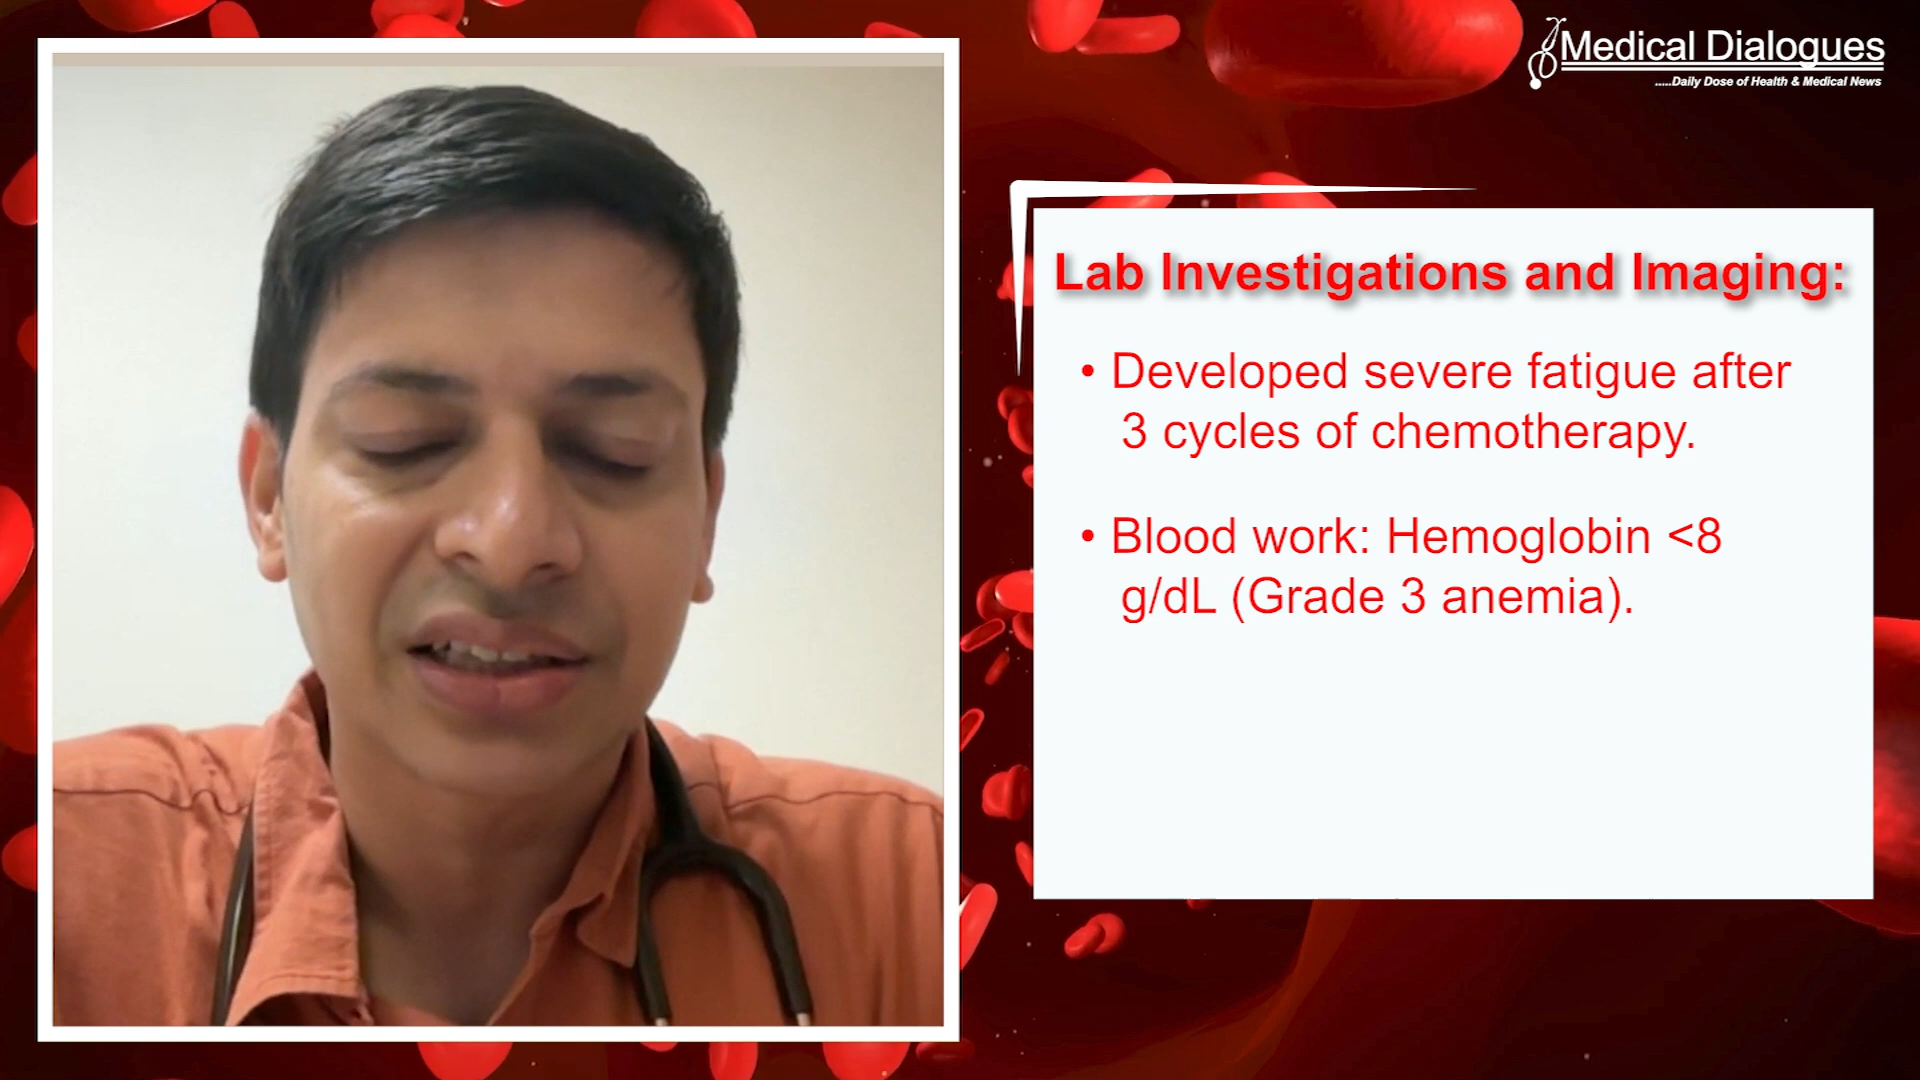 Medical Dialogues
.....Daily Dose of Health & Medical News
Lab Investigations and Imaging:
• Developed severe fatigue after
3 cycles of chemotherapy.
• Blood work: Hemoglobin <8
g/dL (Grade 3 anemia).